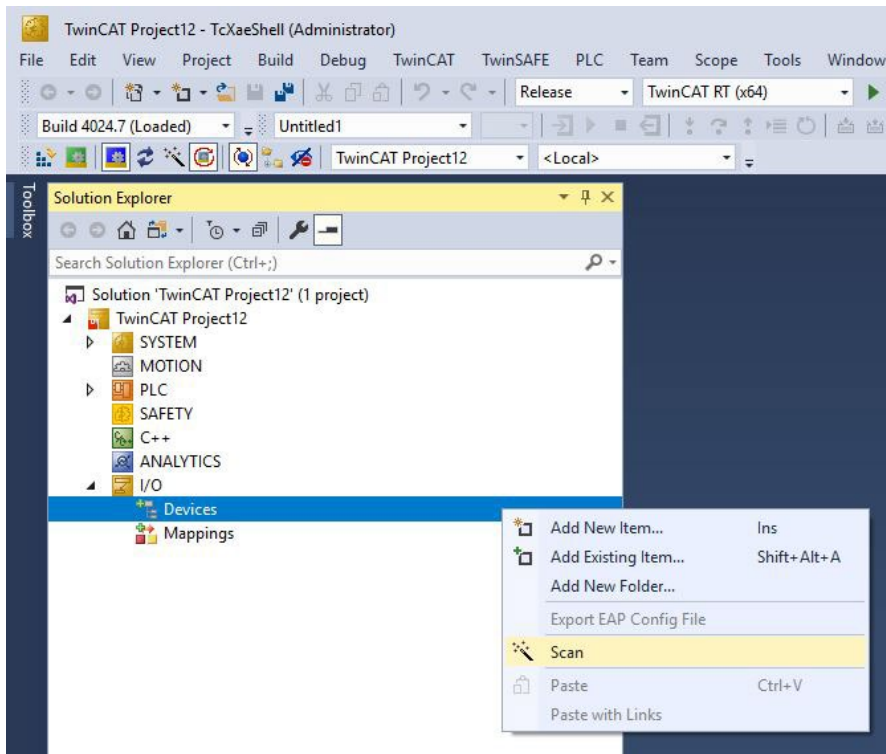 TwinCAT Project12 - TcXaeShell (Administrator)
File Edit View Project Build Debug TwinCAT TwinSAFE PLC Team Scope Tools Window
Release TwinCAT RT (x64)
Build 4024.7 (Loaded) Untitled1
TwinCAT Project12 <Local>
Toolbox
Solution Explorer
Search Solution Explorer (Ctrl+;)
Solution 'TwinCAT Project12' (1 project)
TwinCAT Project12
SYSTEM
MOTION
PLC
SAFETY
C++
ANALYTICS
I/O
Devices
Mappings
Add New Item... Ins
Add Existing Item... Shift+Alt+A
Add New Folder...
Export EAP Config File
Scan
Paste Ctrl+V
Paste with Links